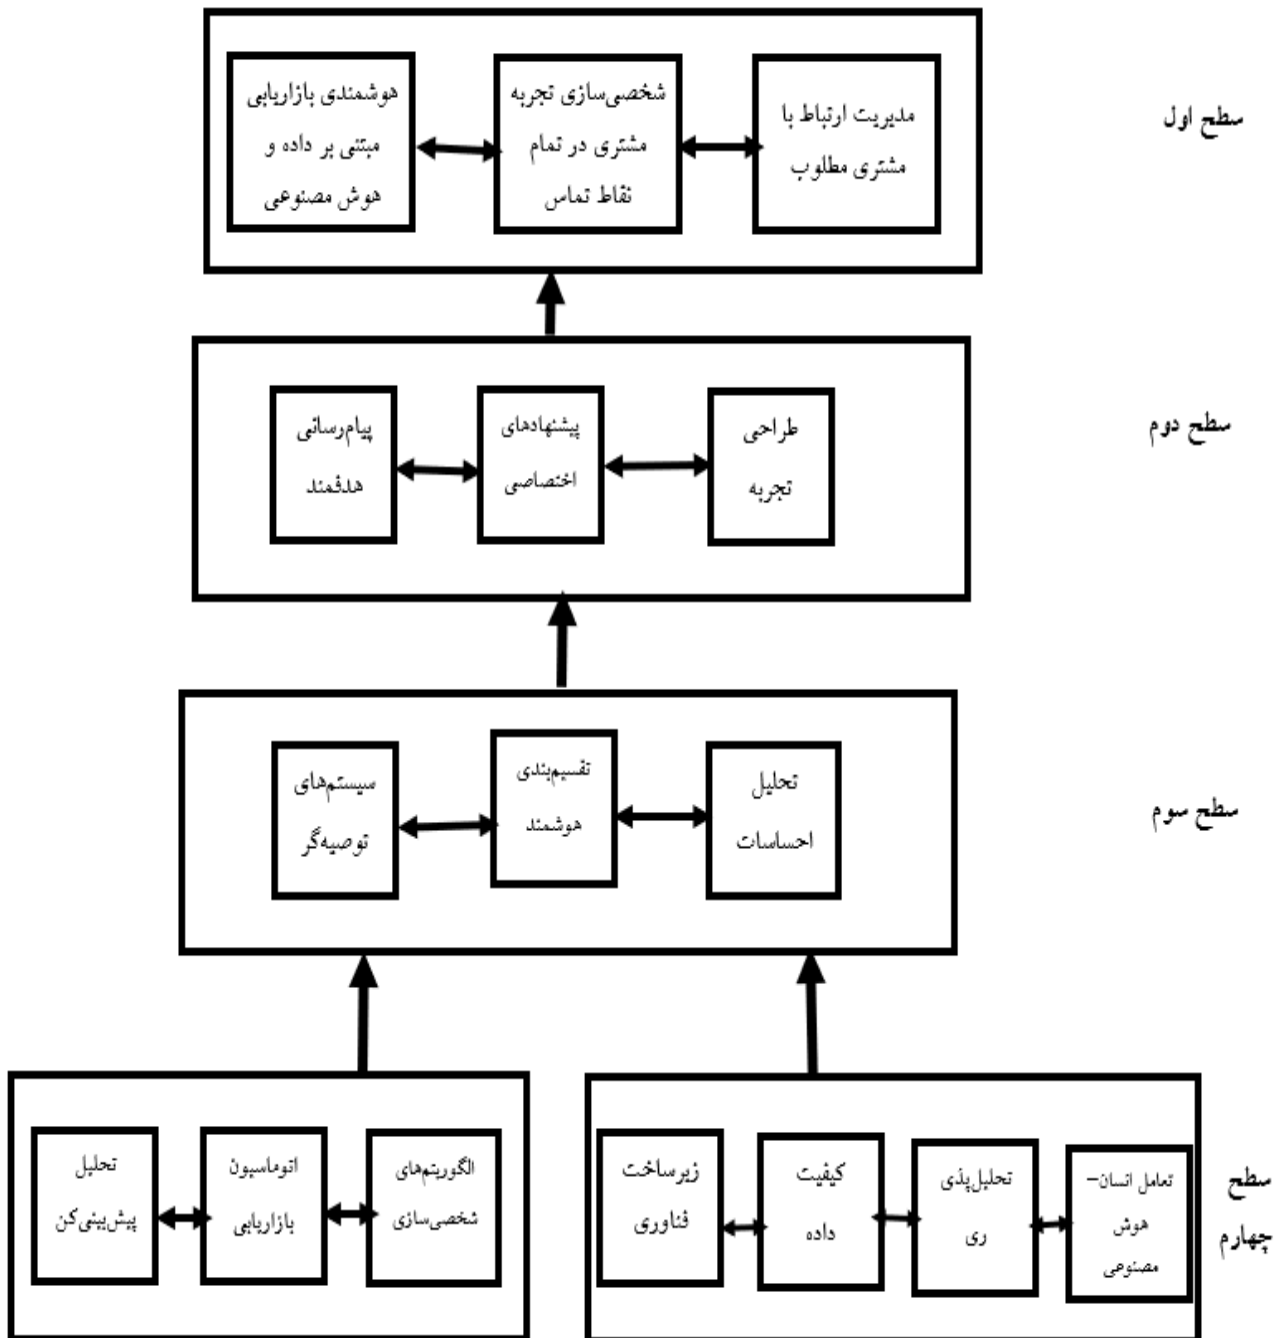 سطح اول
مدیریت ارتباط با
مشتری مطلوب
شخصی‌سازی تجربه
مشتری در تمام
نقاط تماس
هوشمندی بازاریابی
مبتنی بر داده و
هوش مصنوعی
سطح دوم
طراحی
تجربه
پیشنهادهای
اختصاصی
پیام‌رسانی
هدفمند
سطح سوم
تحلیل
احساسات
تقسیم‌بندی
هوشمند
سیستم‌های
توصیه‌گر
سطح
چهارم
تعامل انسان–
هوش
مصنوعی
تحلیل‌پذی
ری
کیفیت
داده
زیرساخت
فناوری
الگوریتم‌های
شخصی‌سازی
اتوماسیون
بازاریابی
تحلیل
پیش‌بینی‌کن